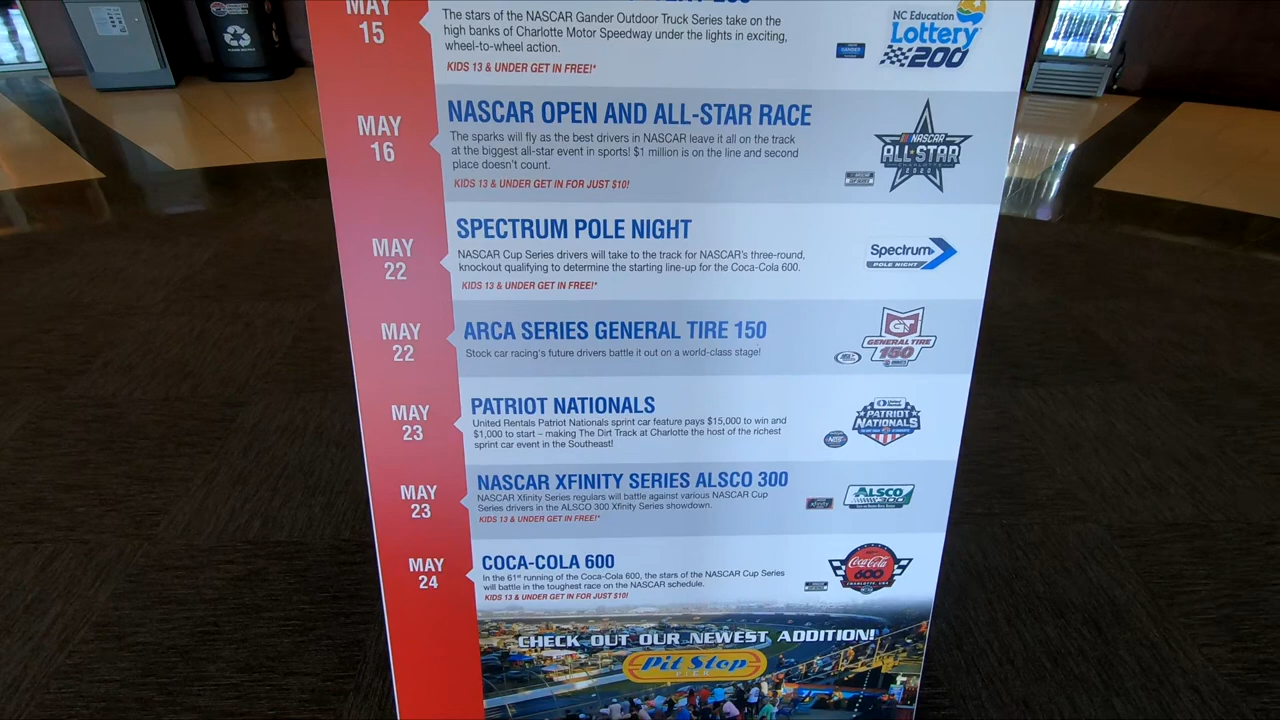 MAY
15
The stars of the NASCAR Gander Outdoor Truck Series take on the
high banks of Charlotte Motor Speedway under the lights in exciting,
wheel-to-wheel action.
KIDS 13 & UNDER GET IN FREE!*
NC Education
Lottery
200
MAY
16
NASCAR OPEN AND ALL-STAR RACE
The sparks will fly as the best drivers in NASCAR leave it all on the track
at the biggest all-star event in sports! $1 million is on the line and second
place doesn't count.
KIDS 13 & UNDER GET IN FOR JUST $10!
NASCAR
ALL-STAR
CHARLOTTE
2020
MAY
22
SPECTRUM POLE NIGHT
NASCAR Cup Series drivers will take to the track for NASCAR's three-round,
knockout qualifying to determine the starting line-up for the Coca-Cola 600.
KIDS 13 & UNDER GET IN FREE!*
Spectrum
POLE NIGHT
MAY
22
ARCA SERIES GENERAL TIRE 150
Stock car racing's future drivers battle it out on a world-class stage!
GT
GENERAL TIRE
150
MAY
23
PATRIOT NATIONALS
United Rentals Patriot Nationals sprint car feature pays $15,000 to win and
$1,000 to start – making The Dirt Track at Charlotte the host of the richest
sprint car event in the Southeast!
PATRIOT
NATIONALS
MAY
23
NASCAR XFINITY SERIES ALSCO 300
NASCAR Xfinity Series regulars will battle against various NASCAR Cup
Series drivers in the ALSCO 300 Xfinity Series showdown.
KIDS 13 & UNDER GET IN FREE!*
ALSCO
300
MAY
24
COCA-COLA 600
In the 61st running of the Coca-Cola 600, the stars of the NASCAR Cup Series
will battle in the toughest race on the NASCAR schedule.
KIDS 13 & UNDER GET IN FOR JUST $10!
Coca-Cola
600
CHARLOTTE, USA
CHECK OUT OUR NEWEST ADDITION!
Pit Stop